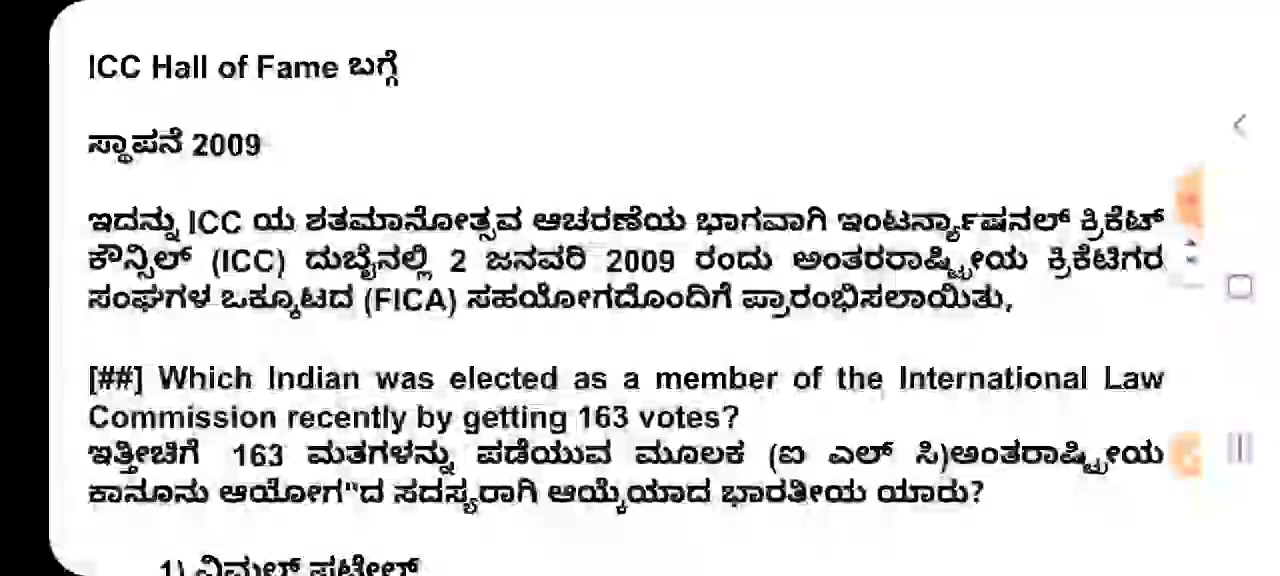 ICC Hall of Fame ಬಗ್ಗೆ
ಸ್ಥಾಪನೆ 2009
ಇದನ್ನು ICC ಯ ಶತಮಾನೋತ್ಸವ ಆಚರಣೆಯ ಭಾಗವಾಗಿ ಇಂಟರ್ನ್ಯಾಷನಲ್ ಕ್ರಿಕೆಟ್
ಕೌನ್ಸಿಲ್ (ICC) ದುಬೈನಲ್ಲಿ 2 ಜನವರಿ 2009 ರಂದು ಅಂತರರಾಷ್ಟ್ರೀಯ ಕ್ರಿಕೆಟಿಗರ
ಸಂಘಗಳ ಒಕ್ಕೂಟದ (FICA) ಸಹಯೋಗದೊಂದಿಗೆ ಪ್ರಾರಂಭಿಸಲಾಯಿತು,
[##] Which Indian was elected as a member of the International Law
Commission recently by getting 163 votes?
ಇತ್ತೀಚಿಗೆ 163 ಮತಗಳನ್ನು ಪಡೆಯುವ ಮೂಲಕ (ಐ ಎಲ್ ಸಿ)ಅಂತರಾಷ್ಟ್ರೀಯ
ಕಾನೂನು ಆಯೋಗ"ದ ಸದಸ್ಯರಾಗಿ ಆಯ್ಕೆಯಾದ ಭಾರತೀಯ ಯಾರು?
1) ವಿಮಲ್ ಪಟೇಲ್